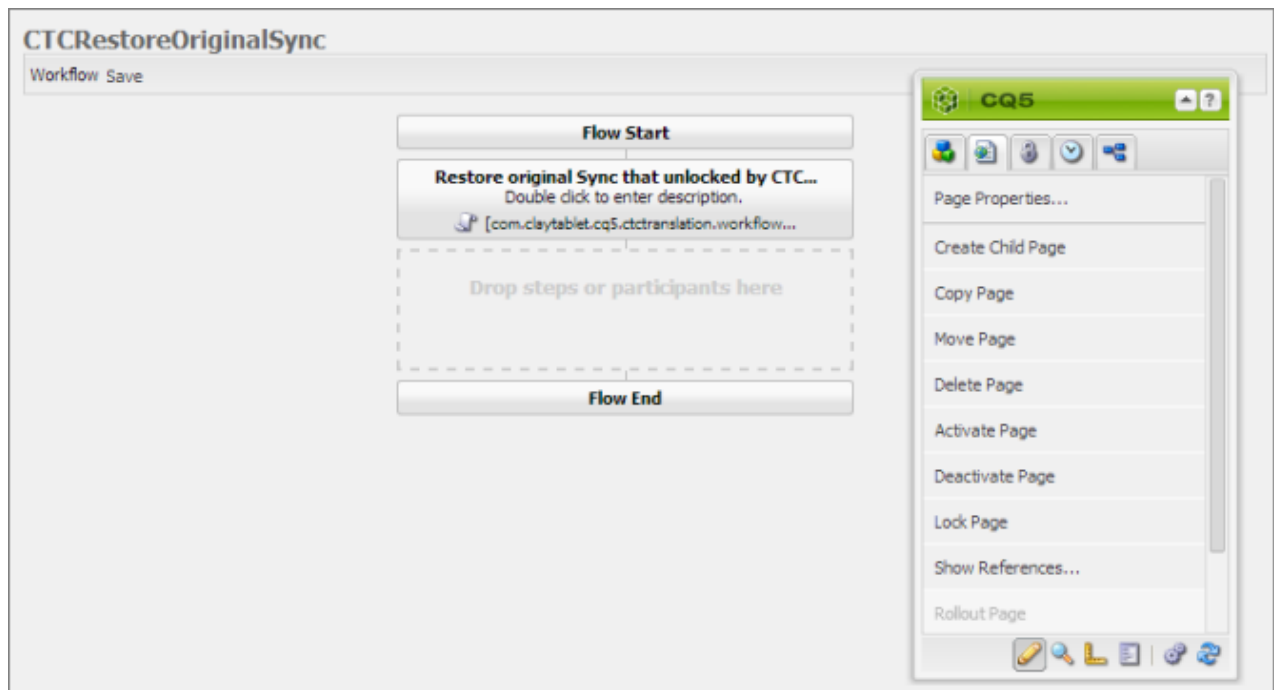 CTCRestoreOriginalSync
Workflow Save
Flow Start
Restore original Sync that unlocked by CTC...
Double click to enter description.
[com.claytablet.cq5.ctctranslation.workflow...
Drop steps or participants here
Flow End
CQ5
?
Page Properties...
Create Child Page
Copy Page
Move Page
Delete Page
Activate Page
Deactivate Page
Lock Page
Show References...
Rollout Page